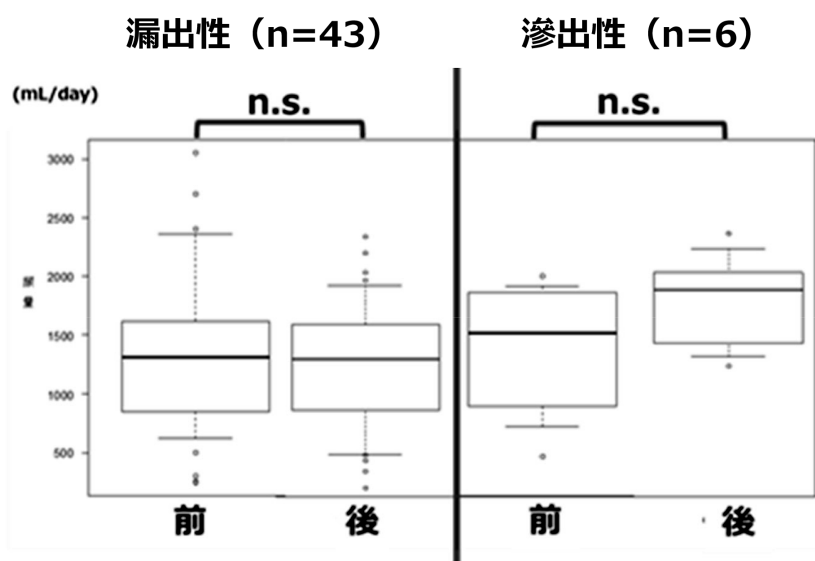 漏出性（n=43）
滲出性（n=6）
(mL/day)
n.s.
n.s.
3000
2500
2000
1500
1000
500
前
後
前
後